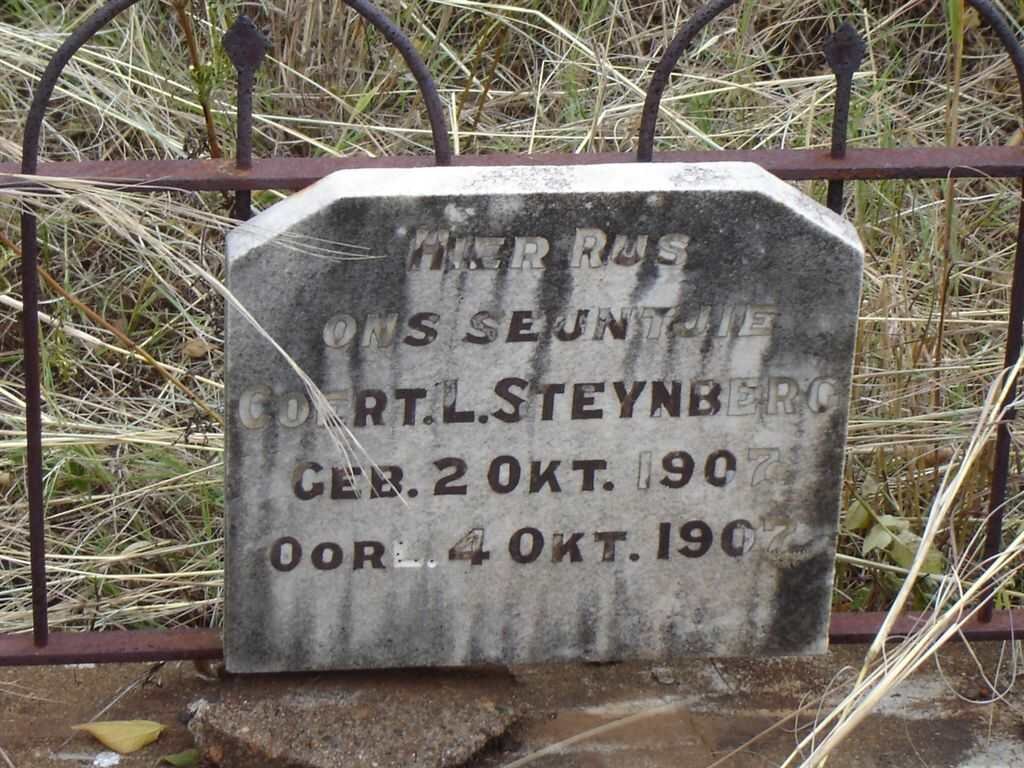 HIER RUS
ONS SEUNTJIE
COERT. L. STEYNBERG
GEB. 2 OKT. 1907
OORL. 4 OKT. 1907.